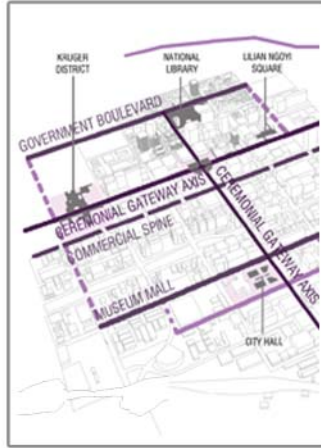 KRUGER
DISTRICT
NATIONAL
LIBRARY
LILIAN NGOYI
SQUARE
GOVERNMENT BOULEVARD
CEREMONIAL GATEWAY AXIS
COMMERCIAL SPINE
CEREMONIAL GATEWAY AXIS
MUSEUM MALL
CITY HALL